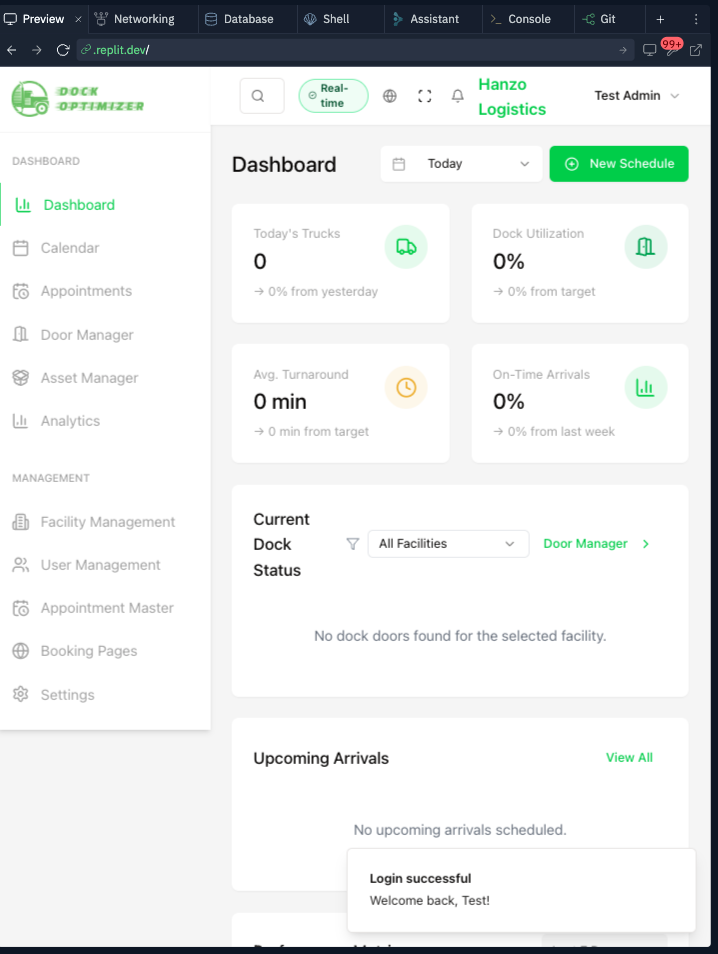 Preview
Networking
Database
Shell
Assistant
Console
Git
.replit.dev/
99+
DOCK
OPTIMIZER
Real-
time
Hanzo
Logistics
Test Admin
DASHBOARD
Dashboard
Calendar
Appointments
Door Manager
Asset Manager
Analytics
MANAGEMENT
Facility Management
User Management
Appointment Master
Booking Pages
Settings
Dashboard
Today
New Schedule
Today's Trucks
0
→ 0% from yesterday
Dock Utilization
0%
→ 0% from target
Avg. Turnaround
0 min
→ 0 min from target
On-Time Arrivals
0%
→ 0% from last week
Current
Dock
Status
All Facilities
Door Manager
No dock doors found for the selected facility.
Upcoming Arrivals
View All
No upcoming arrivals scheduled.
Login successful
Welcome back, Test!